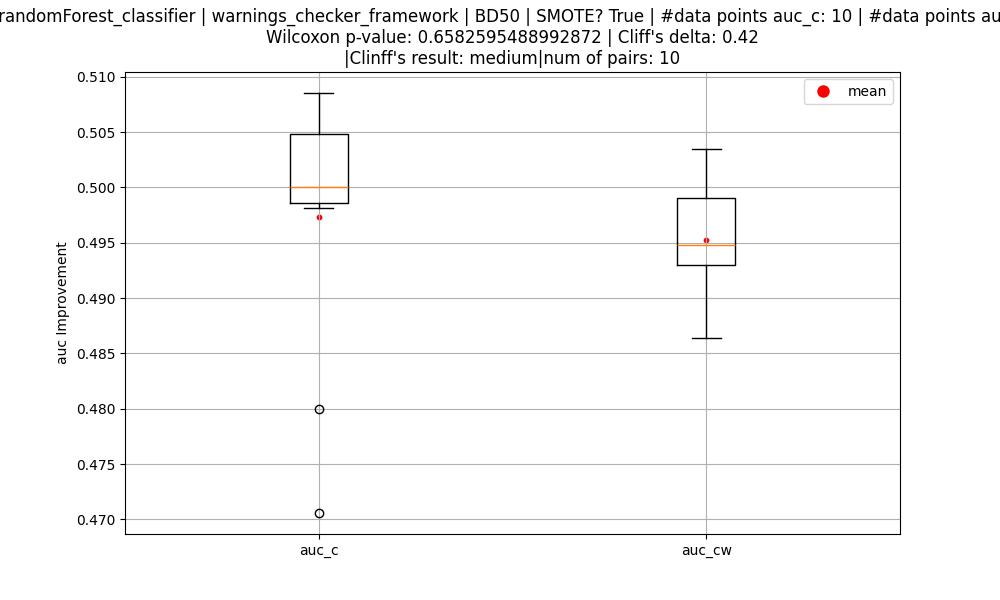 randomForest_classifier | warnings_checker_framework | BD50 | SMOTE? True | #data points auc_c: 10 | #data points au
Wilcoxon p-value: 0.6582595488992872 | Cliff's delta: 0.42
|Clinff's result: medium|num of pairs: 10
mean
0.510
0.505
0.500
0.495
0.490
0.485
0.480
0.475
0.470
auc Improvement
auc_c
auc_cw